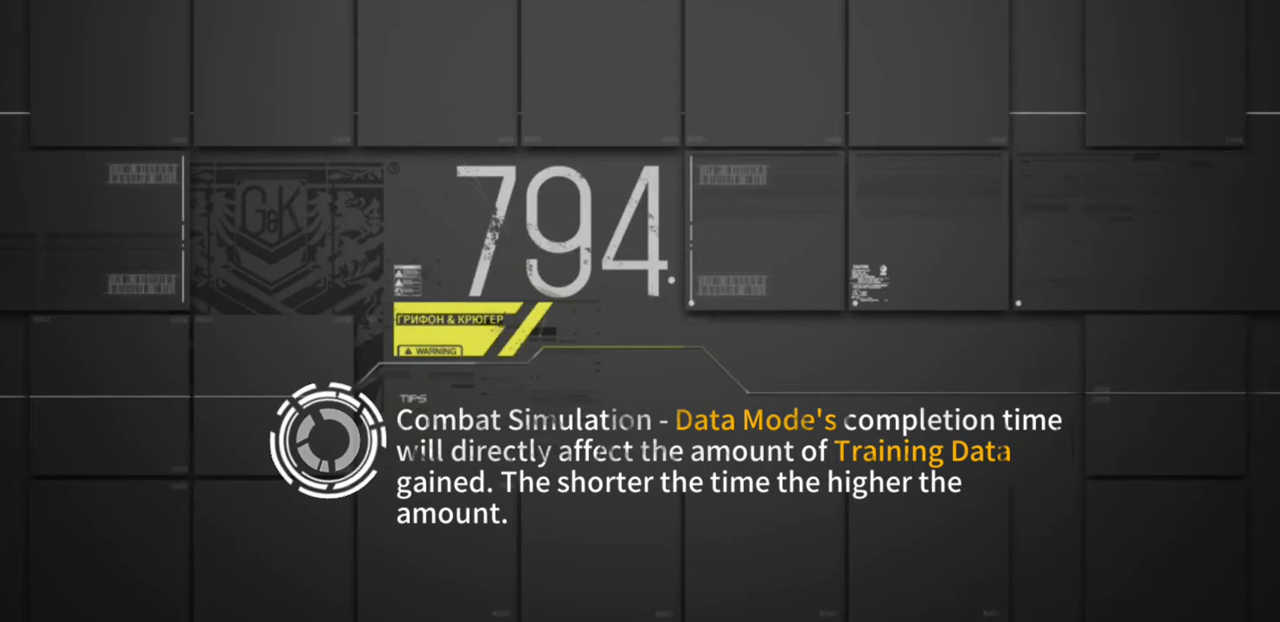 G&K
794.
ГРИФОН & КРЮГЕР
WARNING
TIPS
Combat Simulation - Data Mode's completion time
will directly affect the amount of Training Data
gained. The shorter the time the higher the
amount.